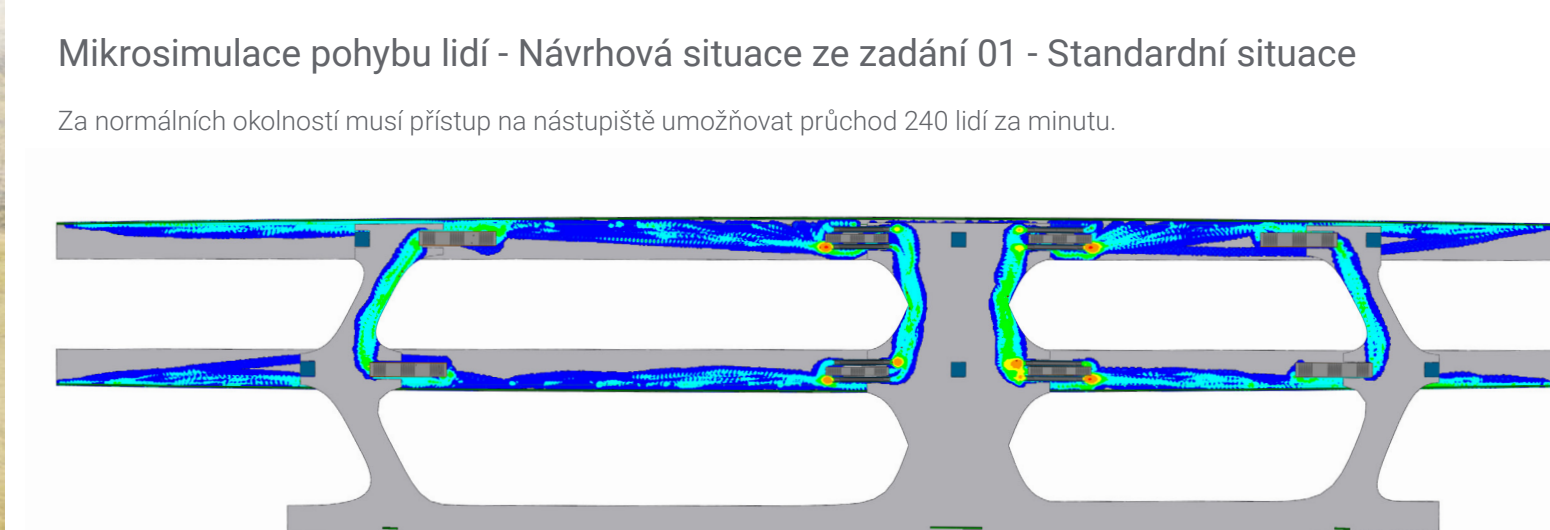 Mikrosimulace pohybu lidí - Návrhová situace ze zadání 01 - Standardní situace
Za normálních okolností musí přístup na nástupiště umožňovat průchod 240 lidí za minutu.